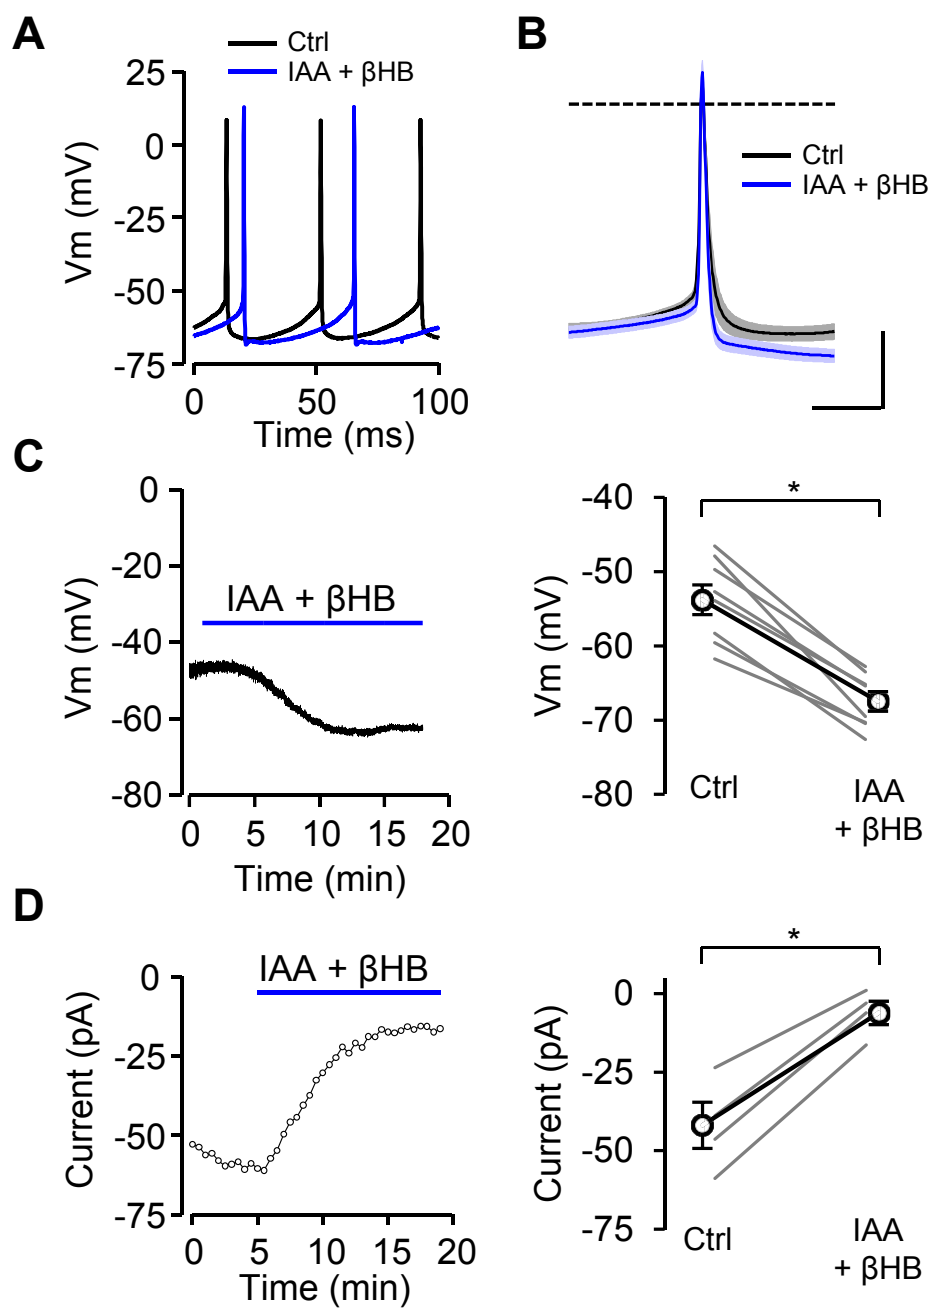 A
Ctrl
IAA + βHB
25
0
-25
-50
-75
Vm (mV)
0
50
100
Time (ms)
B
Ctrl
IAA + βHB
C
0
-20
-40
-60
-80
Vm (mV)
IAA + βHB
0
5
10
15
20
Time (min)
-40
-50
-60
-70
-80
Vm (mV)
*
Ctrl
IAA
+ βHB
D
0
-25
-50
-75
Current (pA)
IAA + βHB
0
5
10
15
20
Time (min)
0
-25
-50
-75
Current (pA)
*
Ctrl
IAA
+ βHB